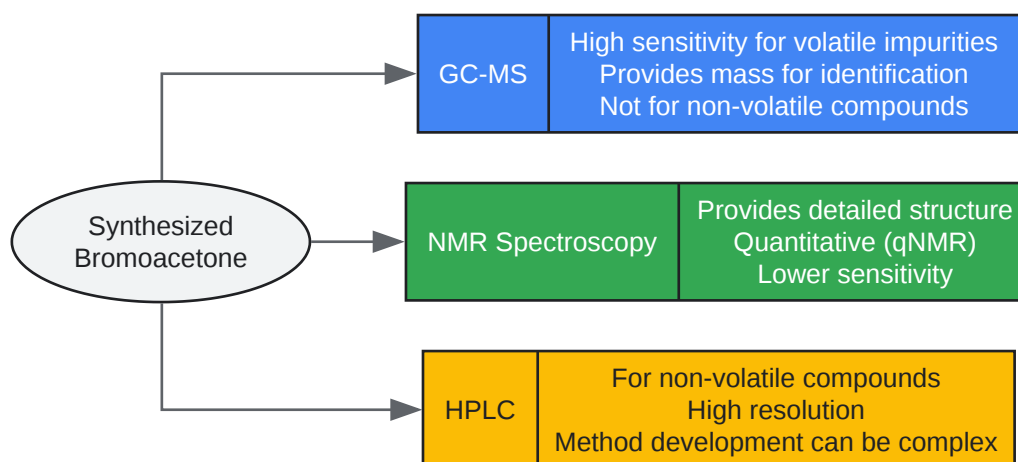 GC-MS
High sensitivity for volatile impurities
Provides mass for identification
Not for non-volatile compounds
Synthesized
Bromoacetone
NMR Spectroscopy
Provides detailed structure
Quantitative (qNMR)
Lower sensitivity
HPLC
For non-volatile compounds
High resolution
Method development can be complex